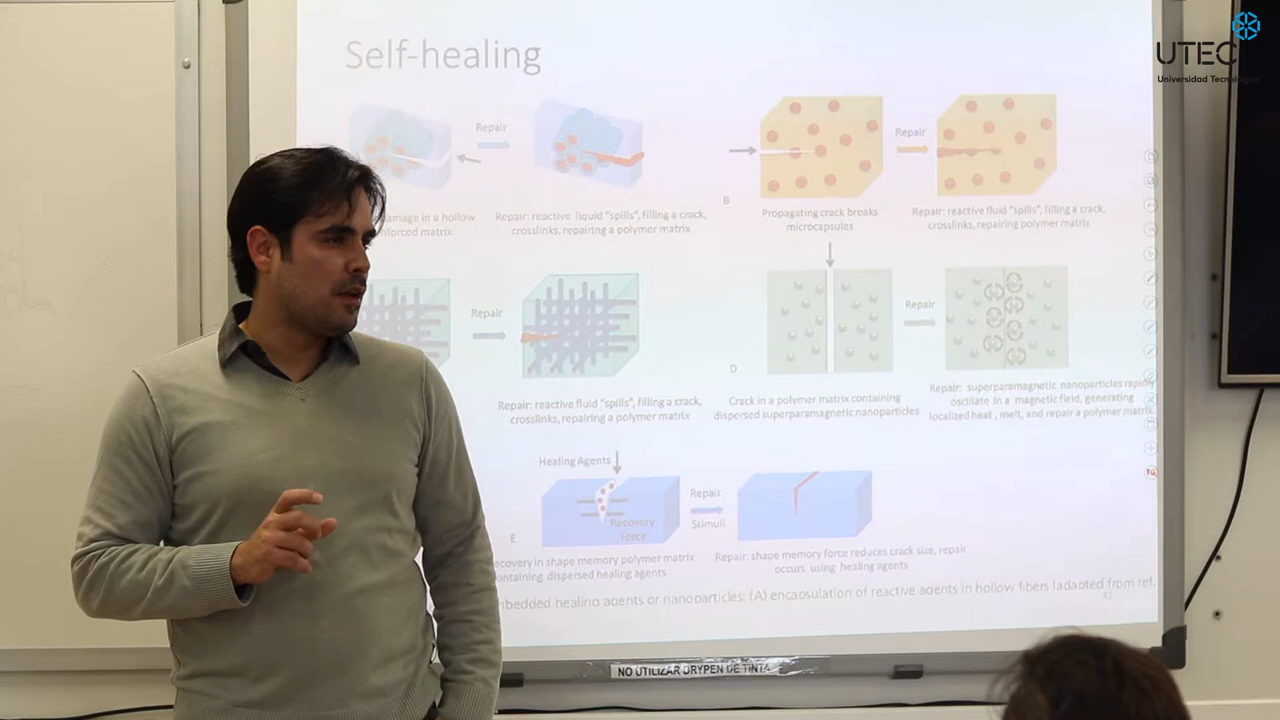 Self-healing
UTEC
Universidad Tecnológica
Repair
Repair
amage in a hollow
nforced matrix
Repair: reactive liquid "spills", filling a crack,
crosslinks, repairing a polymer matrix
B
Propagating crack breaks
microcapsules
Repair: reactive fluid "spills", filling a crack,
crosslinks, repairing polymer matrix
Repair
Repair
Repair: reactive fluid "spills", filling a crack,
crosslinks, repairing a polymer matrix
D
Crack in a polymer matrix containing
dispersed superparamagnetic nanoparticles
Repair: superparamagnetic nanoparticles rapidly
oscillate in a magnetic field, generating
localized heat, melt, and repair a polymer matrix
Healing Agents
Recovery
Force
Repair
Stimuli
E
ecovery in shape memory polymer matrix
ontaining dispersed healing agents
Repair: shape memory force reduces crack size, repair
occurs using healing agents
mbedded healing agents or nanoparticles: (A) encapsulation of reactive agents in hollow fibers [adapted from ref.
42
NO UTILIZAR DRYPEN DE TINTA